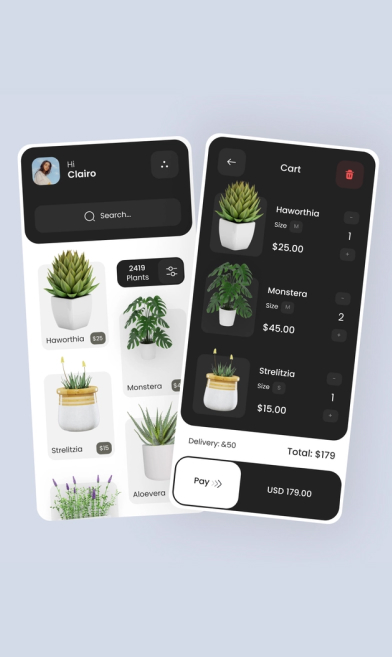 Hi
Clairo
Search...
2419
Plants
Haworthia $25
Monstera
Strelitzia $15
Aloevera
Cart
Haworthia
Size M
1
$25.00
Monstera
Size M
2
$45.00
Strelitzia
Size S
1
$15.00
Delivery: &50
Total: $179
Pay
USD 179.00